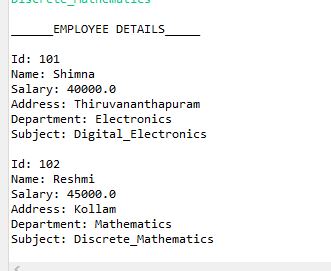 Discrete_Mathematics
______EMPLOYEE DETAILS_____
Id: 101
Name: Shimna
Salary: 40000.0
Address: Thiruvananthapuram
Department: Electronics
Subject: Digital_Electronics
Id: 102
Name: Reshmi
Salary: 45000.0
Address: Kollam
Department: Mathematics
Subject: Discrete_Mathematics